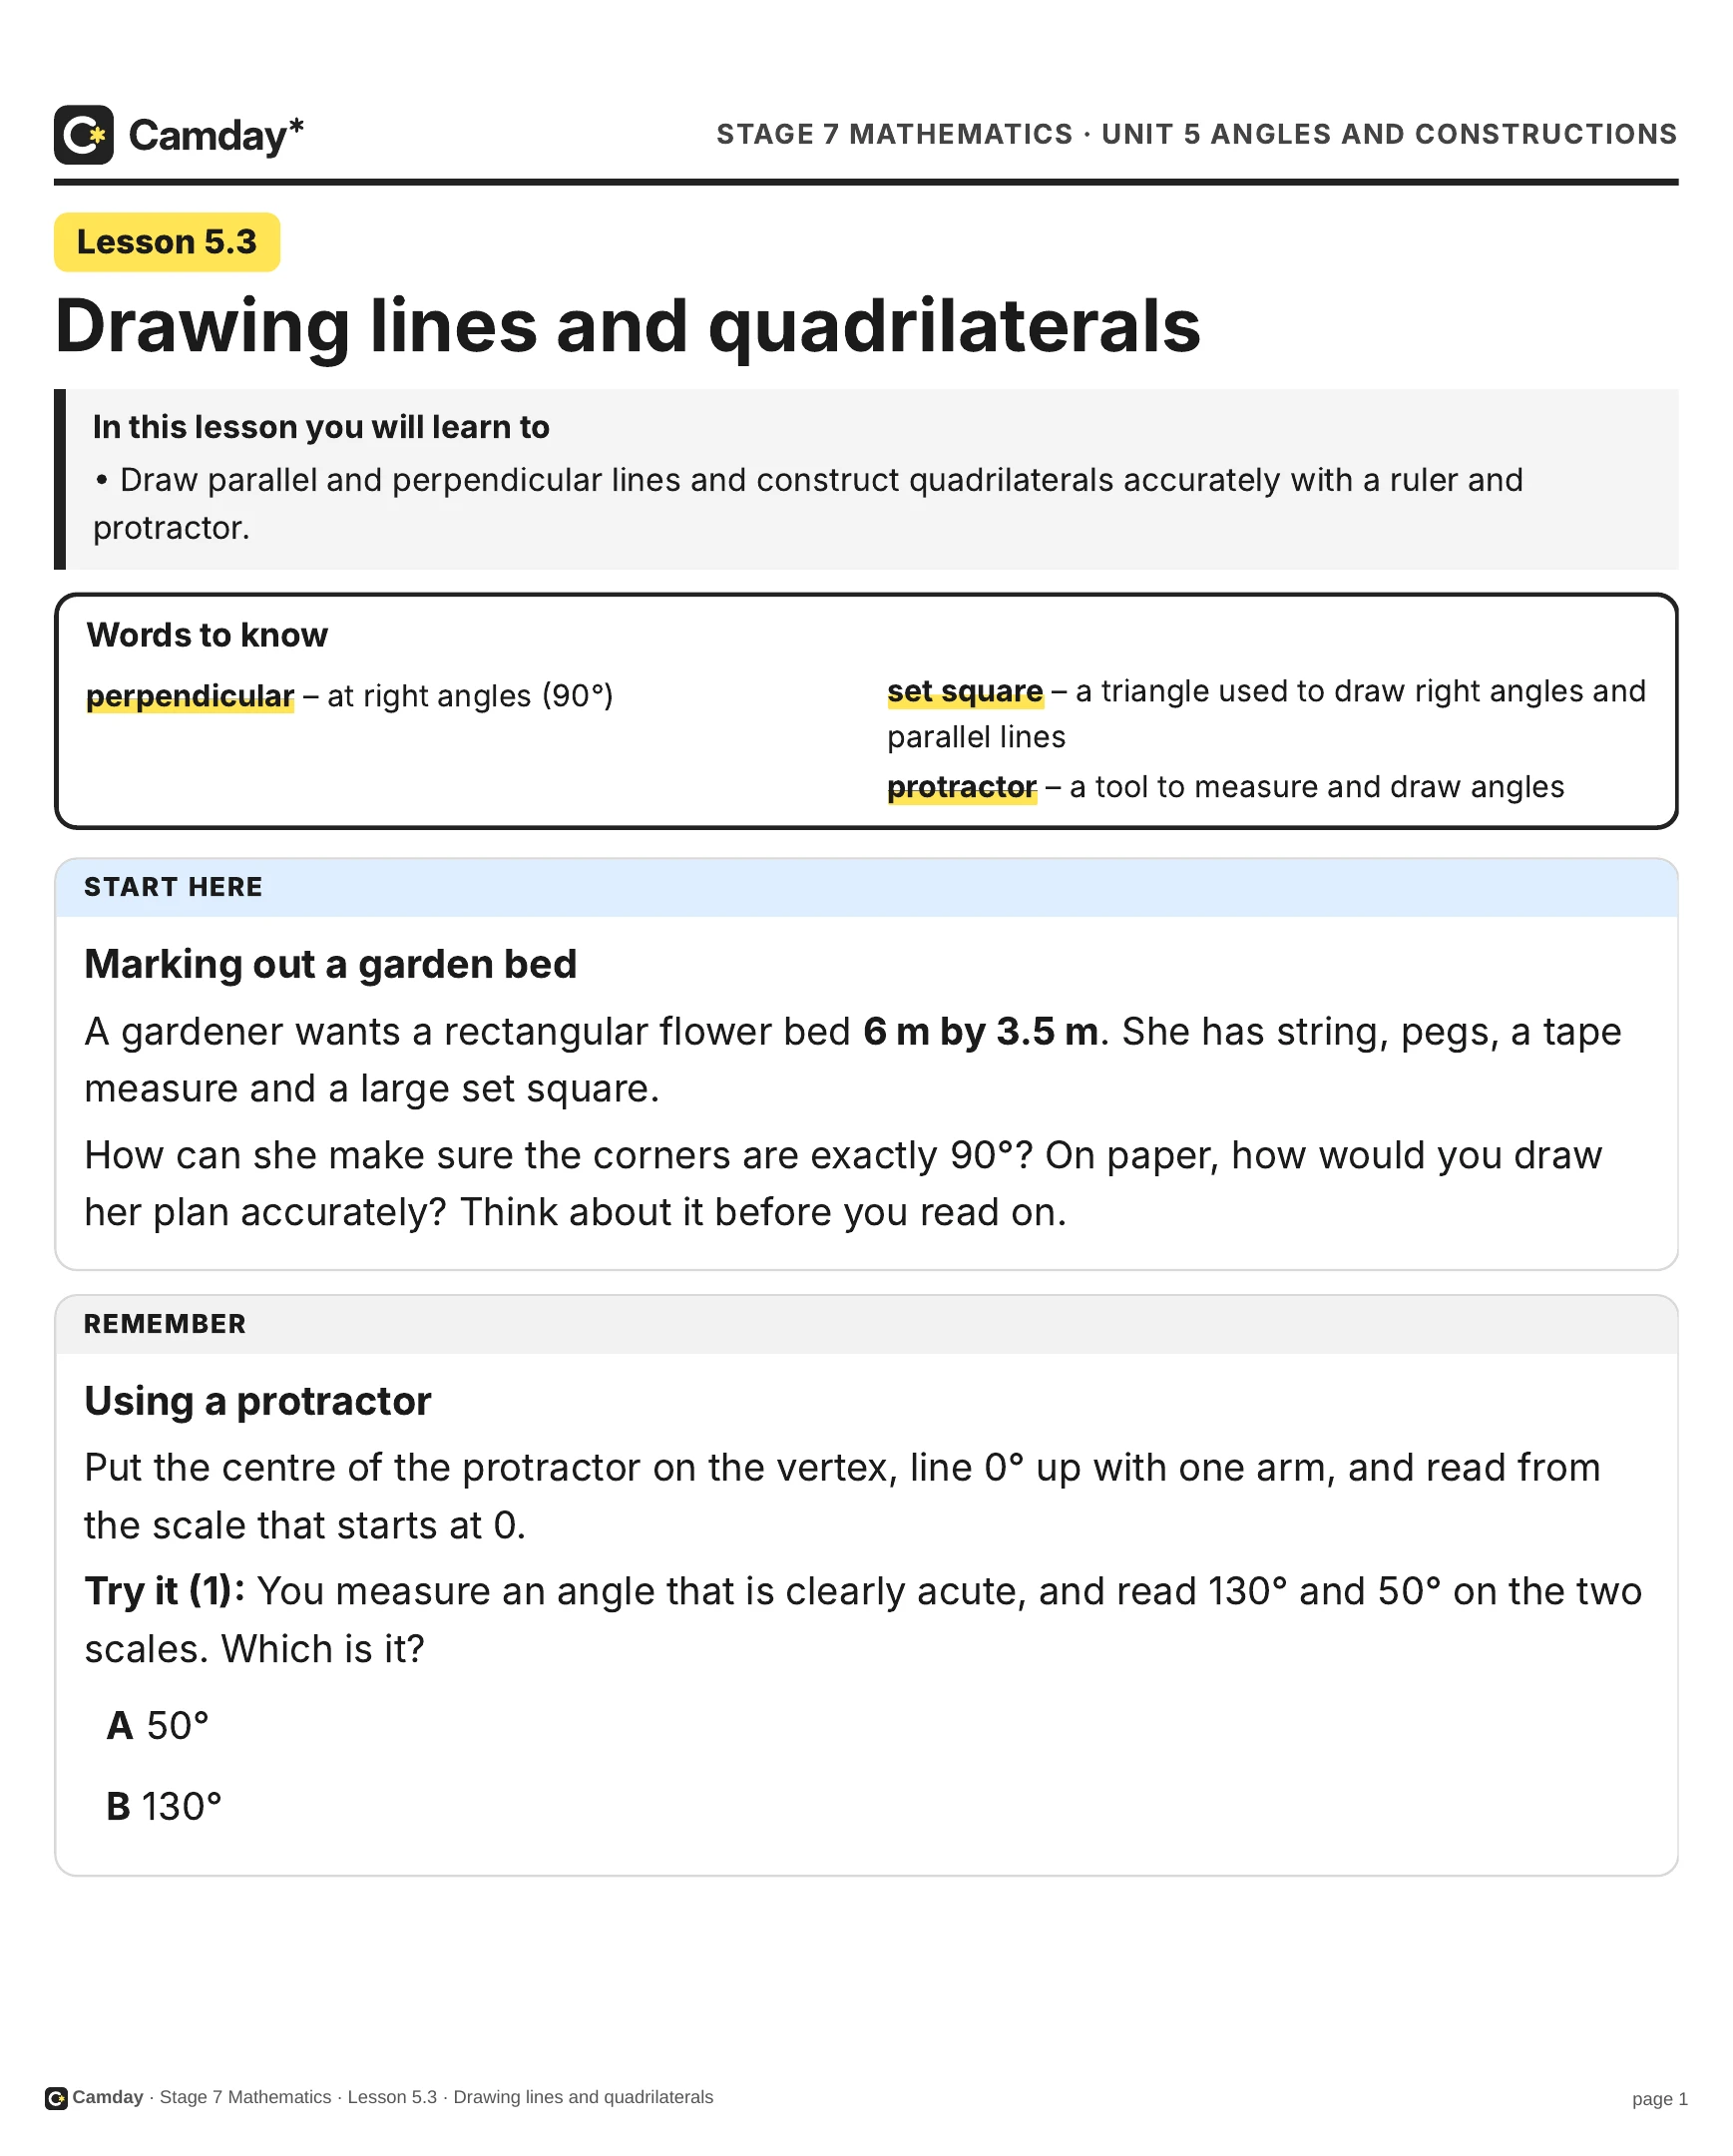 Camday*
STAGE 7 MATHEMATICS · UNIT 5 ANGLES AND CONSTRUCTIONS
Lesson 5.3
Drawing lines and quadrilaterals
In this lesson you will learn to
• Draw parallel and perpendicular lines and construct quadrilaterals accurately with a ruler and
protractor.
Words to know
perpendicular – at right angles (90°)
set square – a triangle used to draw right angles and
parallel lines
protractor – a tool to measure and draw angles
START HERE
Marking out a garden bed
A gardener wants a rectangular flower bed 6 m by 3.5 m. She has string, pegs, a tape
measure and a large set square.
How can she make sure the corners are exactly 90°? On paper, how would you draw
her plan accurately? Think about it before you read on.
REMEMBER
Using a protractor
Put the centre of the protractor on the vertex, line 0° up with one arm, and read from
the scale that starts at 0.
Try it (1): You measure an angle that is clearly acute, and read 130° and 50° on the two
scales. Which is it?
A 50°
B 130°
Camday · Stage 7 Mathematics · Lesson 5.3 · Drawing lines and quadrilaterals
page 1